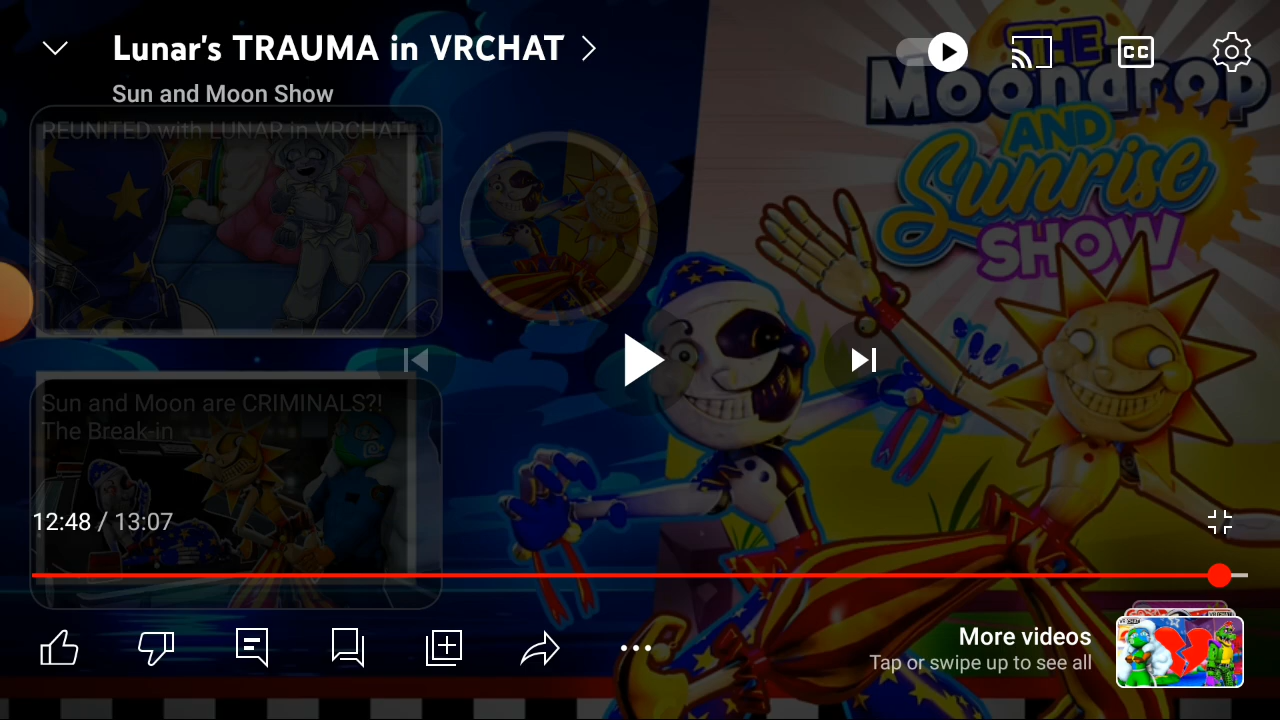 Lunar's TRAUMA in VRCHAT
Sun and Moon Show
CC
REUNITED with LUNAR in VRCHAT
THE
Moondrop
AND
Sunrise
SHOW
Sun and Moon are CRIMINALS?!
The Break-in
12:48 / 13:07
More videos
Tap or swipe up to see all